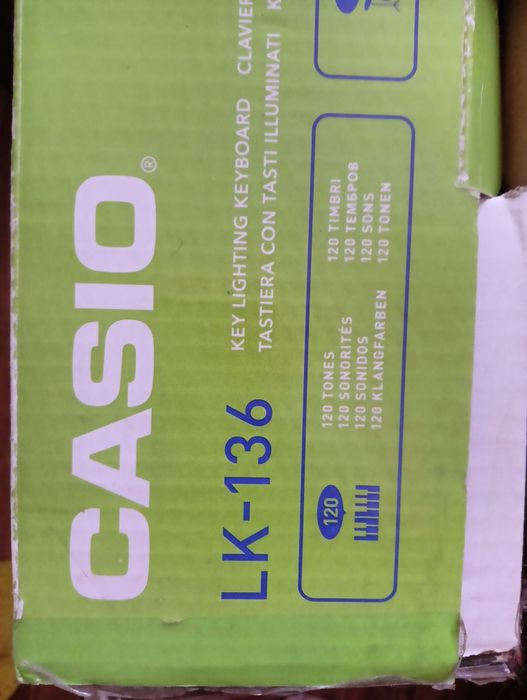 CASIO®
LK-136
KEY LIGHTING KEYBOARD CLAVIER
TASTIERA CON TASTI ILLUMINATI K
120
120 TONES
120 SONORITÉS
120 SONIDOS
120 KLANGFARBEN
120 TIMBRI
120 ТЕМБРОВ
120 SONS
120 TONEN